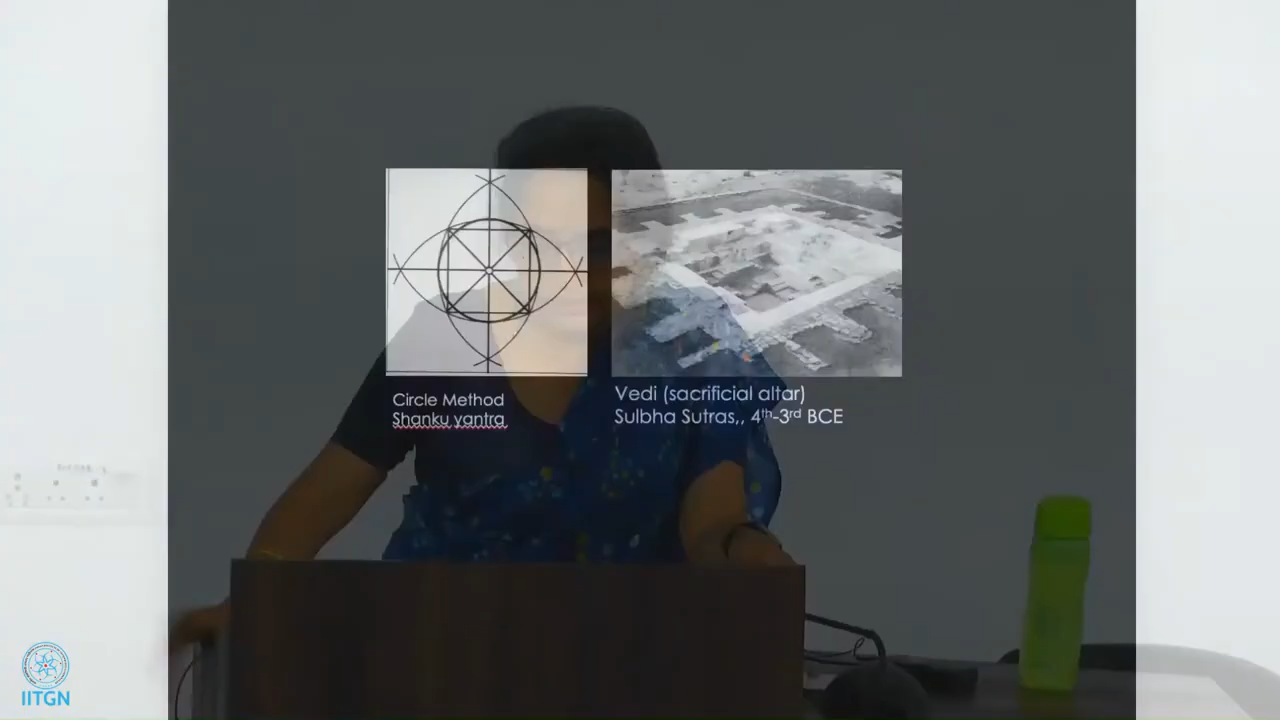 Circle Method
Shanku yantra
Vedi (sacrificial altar)
Sulbha Sutras,, 4th-3rd BCE
IITGN